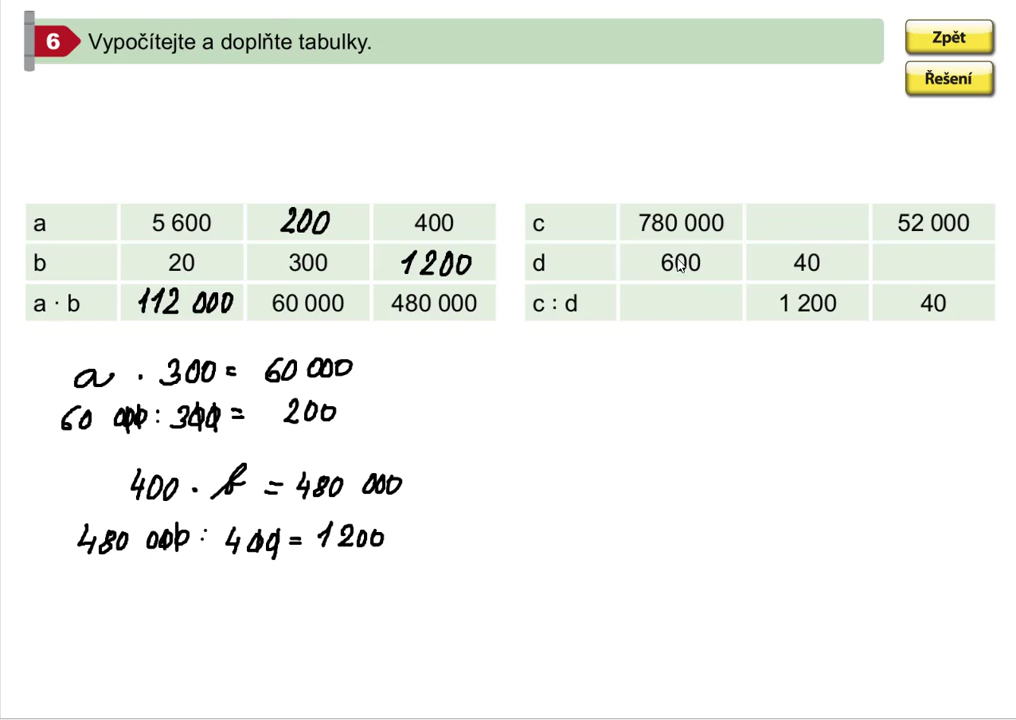 6 Vypočítejte a doplňte tabulky.
Zpět
Řešení
a 5 600 200 400
b 20 300 1200
a · b 112 000 60 000 480 000
c 780 000 52 000
d 600 40
c : d 1 200 40
a · 300 = 60 000
60 000 : 300 = 200
400 · b = 480 000
480 000 : 400 = 1200